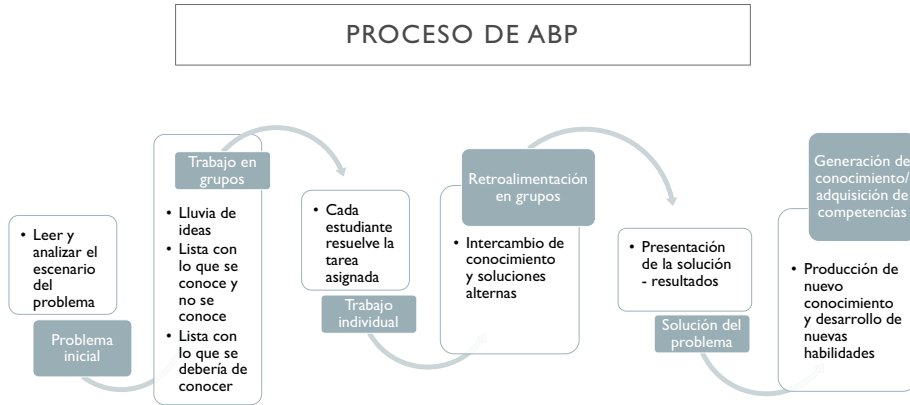 PROCESO DE ABP
• Leer y
analizar el
escenario
del
problema
Problema
inicial
Trabajo en
grupos
• Lluvia de
ideas
• Lista con
lo que se
conoce y
no se
conoce
• Lista con
lo que se
debería de
conocer
• Cada
estudiante
resuelve la
tarea
asignada
Trabajo
individual
Retroalimentación
en grupos
• Intercambio de
conocimiento
y soluciones
alternas
• Presentación
de la solución
- resultados
Solución del
problema
Generación de
conocimiento/
adquisición de
competencias
• Producción de
nuevo
conocimiento
y desarrollo de
nuevas
habilidades